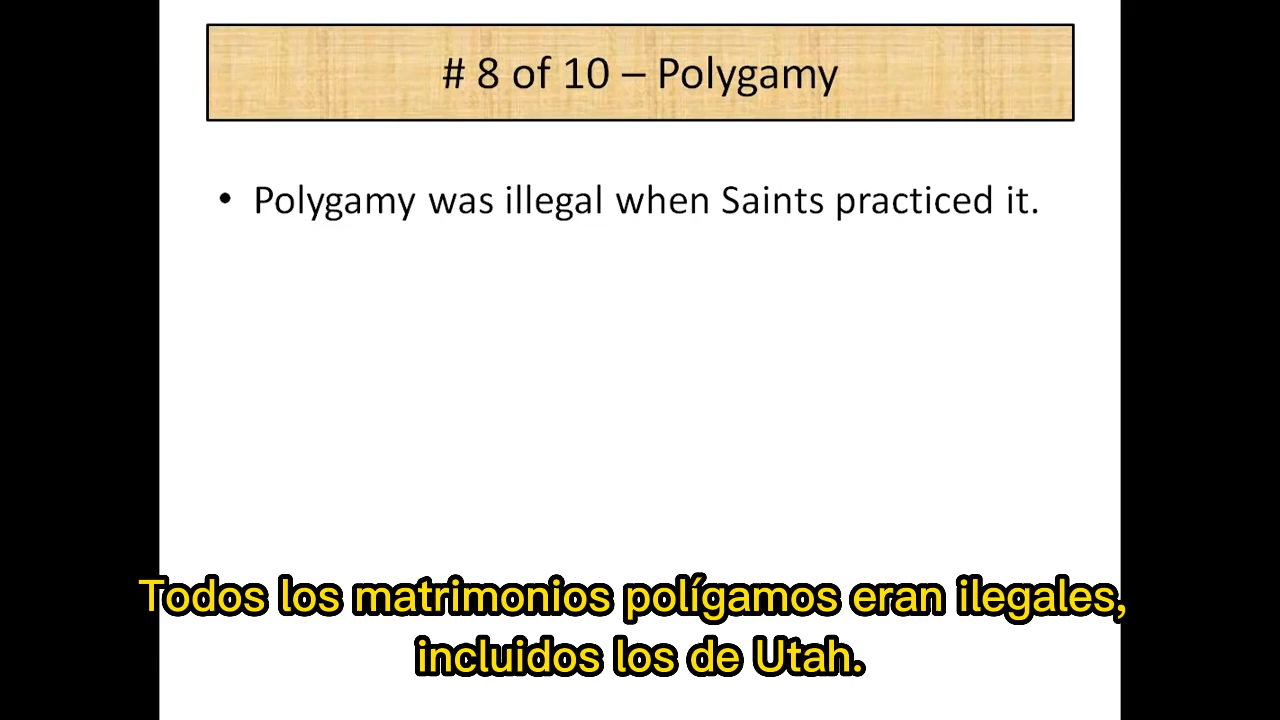 # 8 of 10 – Polygamy
• Polygamy was illegal when Saints practiced it.
Todos los matrimonios polígamos eran ilegales,
incluidos los de Utah.